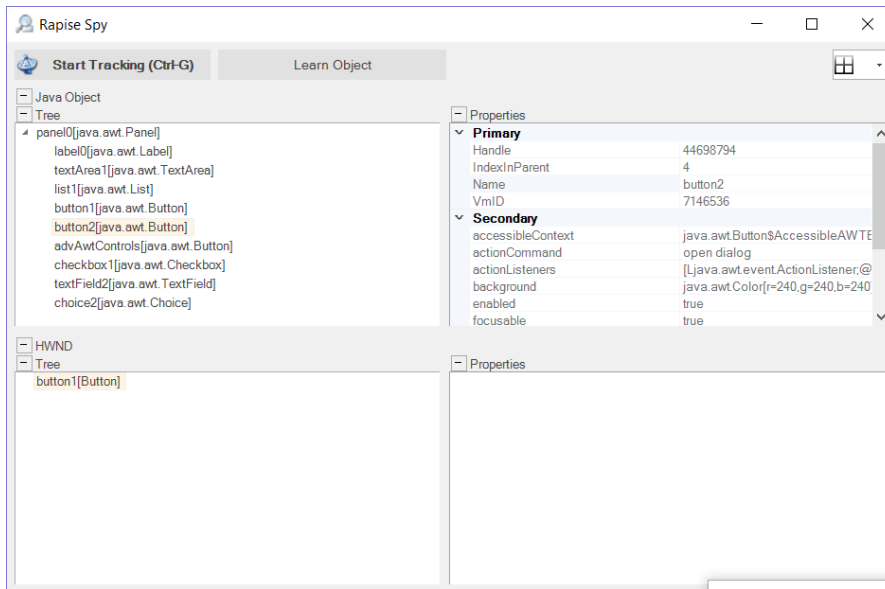 Rapise Spy
Start Tracking (Ctrl-G) Learn Object
Java Object
Tree
panel0[java.awt.Panel]
label0[java.awt.Label]
textArea1[java.awt.TextArea]
list1[java.awt.List]
button1[java.awt.Button]
button2[java.awt.Button]
advAwtControls[java.awt.Button]
checkbox1[java.awt.Checkbox]
textField2[java.awt.TextField]
choice2[java.awt.Choice]
Properties
Primary
Handle 44698794
IndexInParent 4
Name button2
VmID 7146536
Secondary
accessibleContext java.awt.Button$AccessibleAWTE
actionCommand open dialog
actionListeners [Ljava.awt.event.ActionListener;@
background java.awt.Color[r=240,g=240,b=240
enabled true
focusable true
HWND
Tree
button1[Button]
Properties